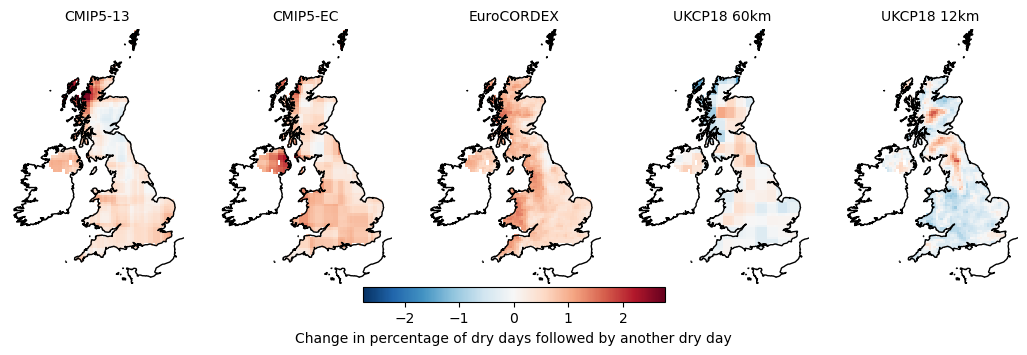 CMIP5-13 CMIP5-EC EuroCORDEX UKCP18 60km UKCP18 12km
−2 −1 0 1 2
Change in percentage of dry days followed by another dry day